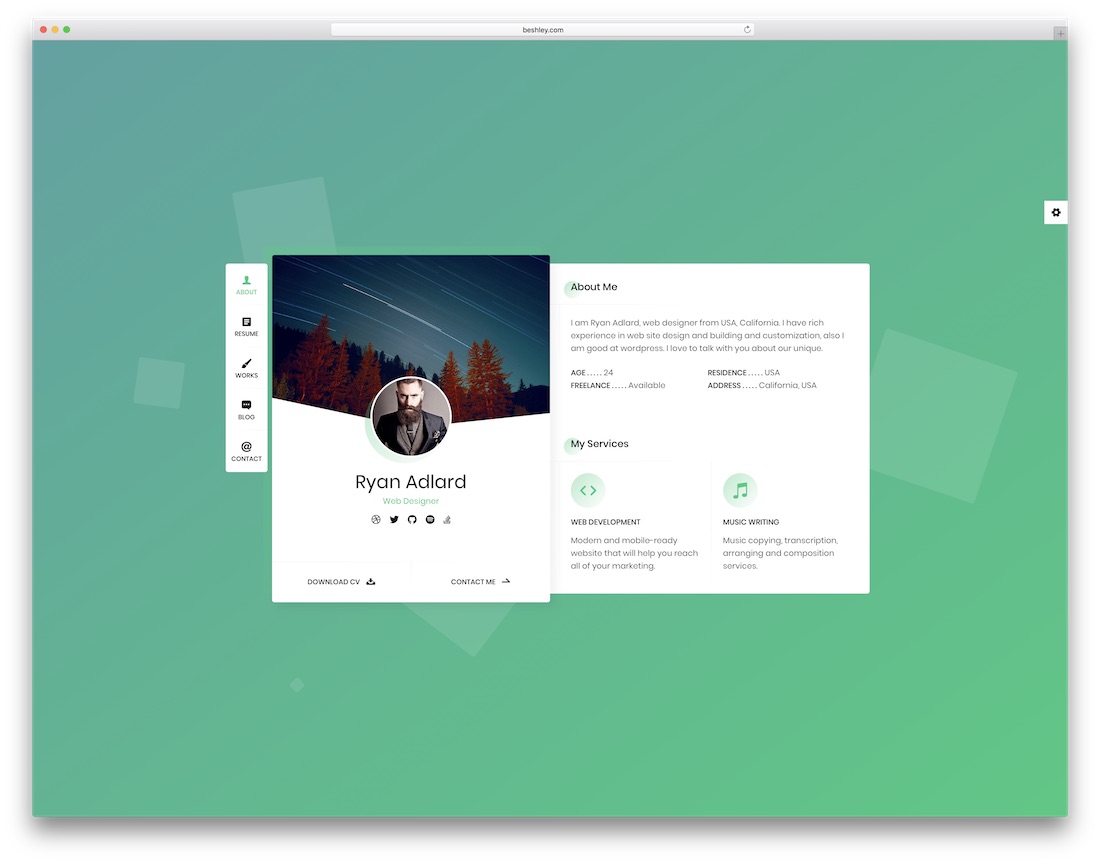 beshley.com
ABOUT
RESUME
WORKS
BLOG
CONTACT
Ryan Adlard
Web Designer
DOWNLOAD CV
CONTACT ME
About Me
I am Ryan Adlard, web designer from USA, California. I have rich
experience in web site design and building and customization, also I
am good at wordpress. I love to talk with you about our unique.
AGE ..... 24
RESIDENCE ..... USA
FREELANCE ..... Available
ADDRESS ..... California, USA
My Services
WEB DEVELOPMENT
Modern and mobile-ready
website that will help you reach
all of your marketing.
MUSIC WRITING
Music copying, transcription,
arranging and composition
services.